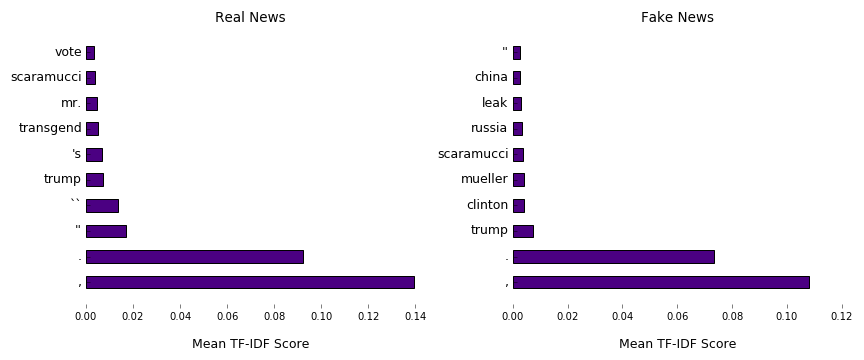 Real News
vote
scaramucci
mr.
transgend
's
trump
``
"
.
,
0.00 0.02 0.04 0.06 0.08 0.10 0.12 0.14
Mean TF-IDF Score
Fake News
"
china
leak
russia
scaramucci
mueller
clinton
trump
.
,
0.00 0.02 0.04 0.06 0.08 0.10 0.12
Mean TF-IDF Score